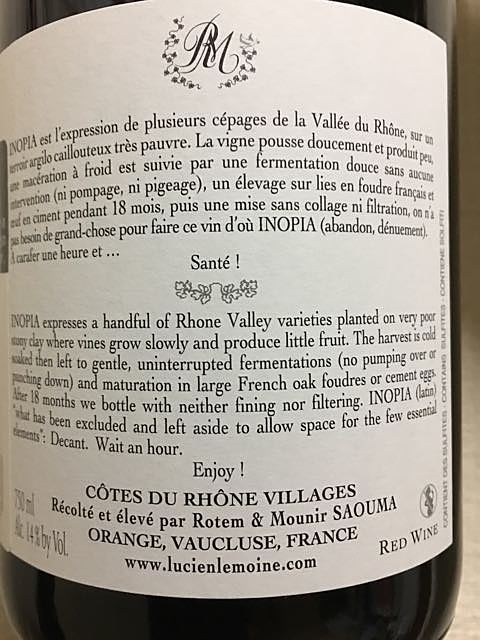 RM
INOPIA est l'expression de plusieurs cépages de la Vallée du Rhône, sur un
terroir argilo caillouteux très pauvre. La vigne pousse doucement et produit peu,
une macération à froid est suivie par une fermentation douce sans aucune
intervention (ni pompage, ni pigeage), un élevage sur lies en foudre français et
œuf en ciment pendant 18 mois, puis une mise sans collage ni filtration, on n'a
pas besoin de grand-chose pour faire ce vin d'où INOPIA (abandon, dénuement).
A carafer une heure et ...
Santé !
INOPIA expresses a handful of Rhone Valley varieties planted on very poor
stony clay where vines grow slowly and produce little fruit. The harvest is cold
soaked then left to gentle, uninterrupted fermentations (no pumping over or
punching down) and maturation in large French oak foudres or cement eggs.
After 18 months we bottle with neither fining nor filtering. INOPIA (latin)
"what has been excluded and left aside to allow space for the few essential
elements": Decant. Wait an hour.
Enjoy !
CÔTES DU RHÔNE VILLAGES
Récolté et élevé par Rotem & Mounir SAOUMA
ORANGE, VAUCLUSE, FRANCE
www.lucienlemoine.com
750 ml
Alc. 14% by Vol.
RED WINE
CONTIENT DES SULFITES - CONTAINS SULPHITES - CONTIENE SOLFITI